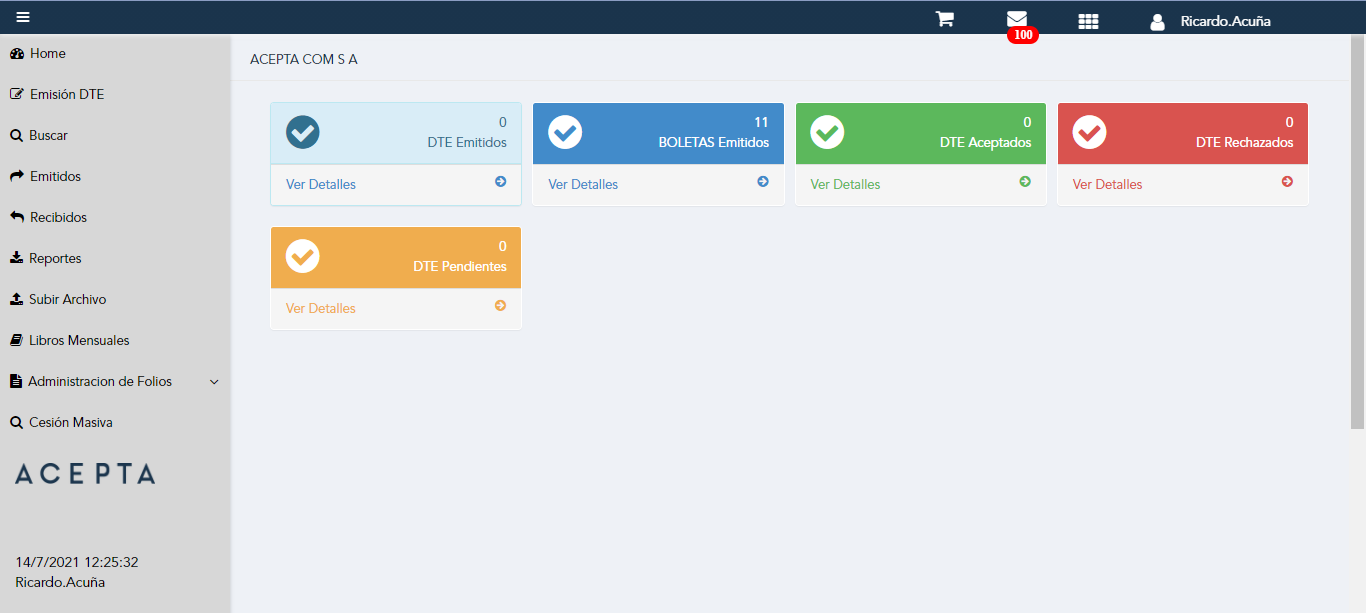 Ricardo.Acuña
100
Home
Emisión DTE
Buscar
Emitidos
Recibidos
Reportes
Subir Archivo
Libros Mensuales
Administracion de Folios
Cesión Masiva
ACEPTA
14/7/2021 12:25:32
Ricardo.Acuña
ACEPTA COM S A
0
DTE Emitidos
Ver Detalles
11
BOLETAS Emitidos
Ver Detalles
0
DTE Aceptados
Ver Detalles
0
DTE Rechazados
Ver Detalles
0
DTE Pendientes
Ver Detalles